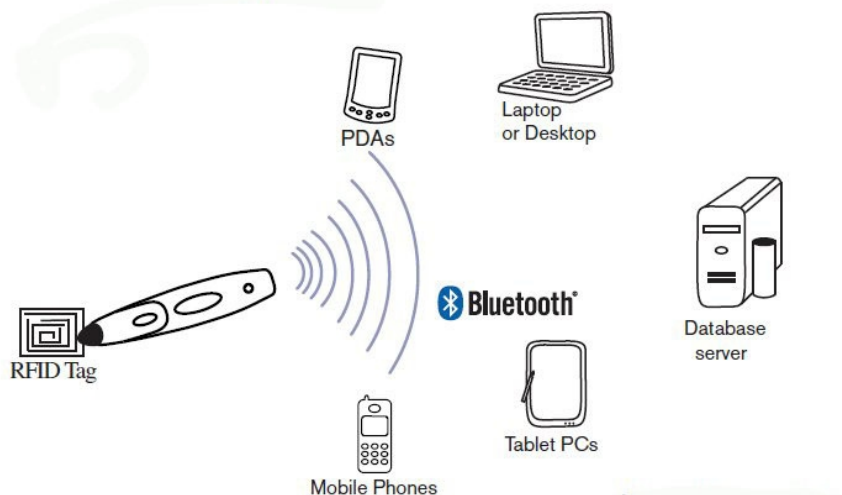 PDAs
Laptop
or Desktop
Bluetooth®
Database
server
RFID Tag
Tablet PCs
Mobile Phones